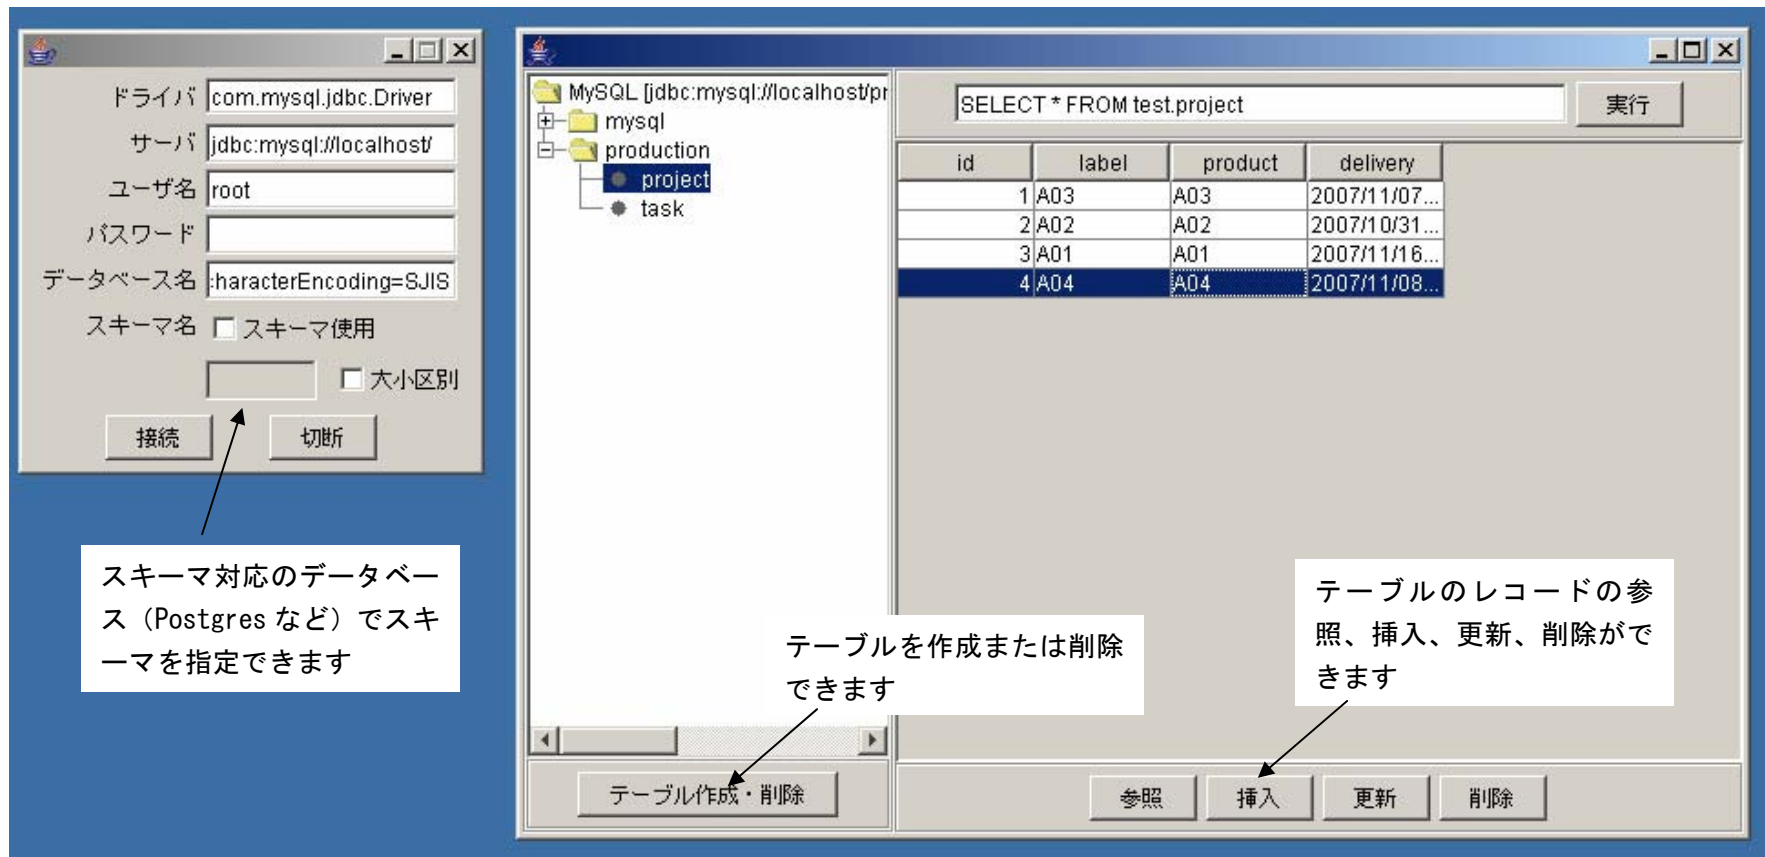 ドライバ com.mysql.jdbc.Driver
サーバ jdbc:mysql://localhost/
ユーザ名 root
パスワード
データベース名 :haracterEncoding=SJIS
スキーマ名 スキーマ使用
大小区別
接続 切断
スキーマ対応のデータベー
ス（Postgres など）でスキ
ーマを指定できます
MySQL [jdbc:mysql://localhost/pr
mysql
production
project
task
テーブル作成・削除
SELECT * FROM test.project 実行
id label product delivery
1 A03 A03 2007/11/07...
2 A02 A02 2007/10/31...
3 A01 A01 2007/11/16...
4 A04 A04 2007/11/08...
テーブルを作成または削除
できます
テーブルのレコードの参
照、挿入、更新、削除がで
きます
参照 挿入 更新 削除